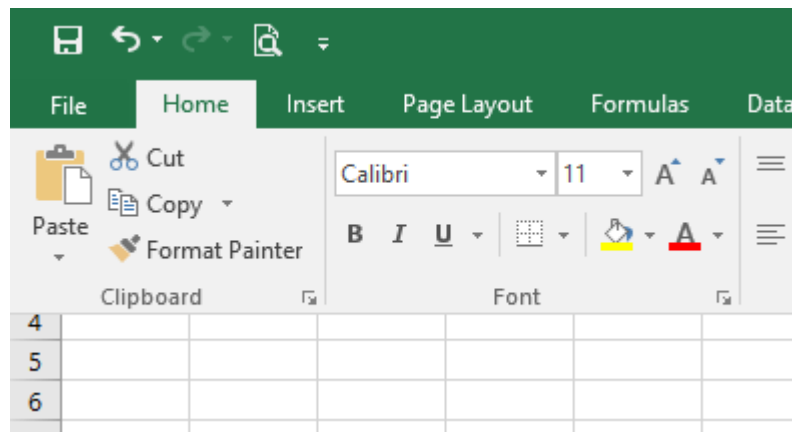 File Home Insert Page Layout Formulas Data
Cut
Calibri 11 A A
Copy
Paste
B I U A
Format Painter
Clipboard Font
4
5
6